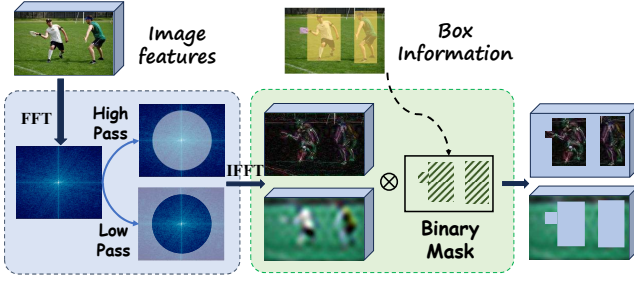 Image
features
Box
Information
FFT
High
Pass
Low
Pass
IFFT
⊗
Binary
Mask